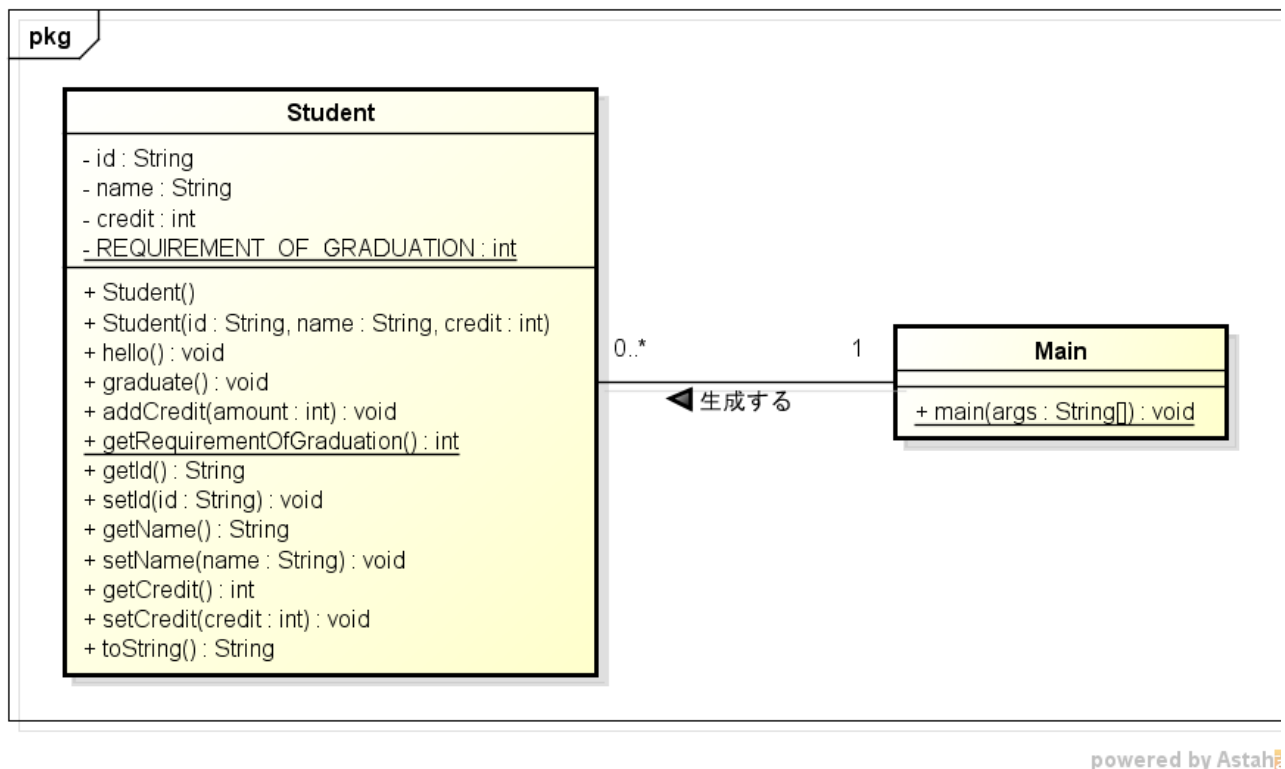 pkg
Student
- id : String
- name : String
- credit : int
- REQUIREMENT_OF_GRADUATION : int
+ Student()
+ Student(id : String, name : String, credit : int)
+ hello() : void
+ graduate() : void
+ addCredit(amount : int) : void
+ getRequirementOfGraduation() : int
+ getId() : String
+ setId(id : String) : void
+ getName() : String
+ setName(name : String) : void
+ getCredit() : int
+ setCredit(credit : int) : void
+ toString() : String
0..* 1
生成する
Main
+ main(args : String[]) : void
powered by Astah